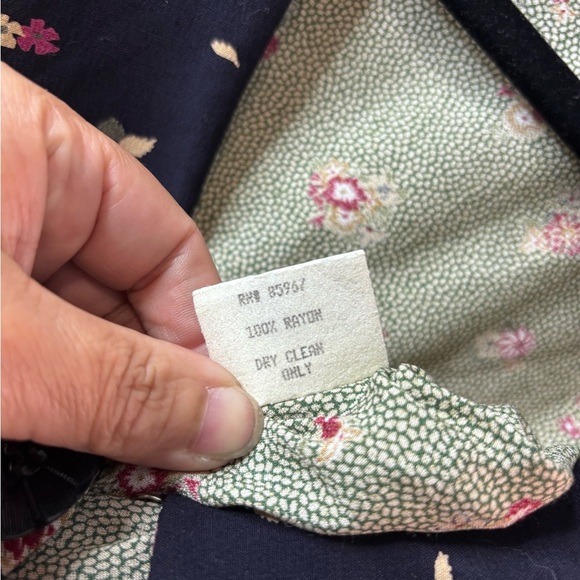 RN# 85967
100% RAYON
DRY CLEAN
ONLY